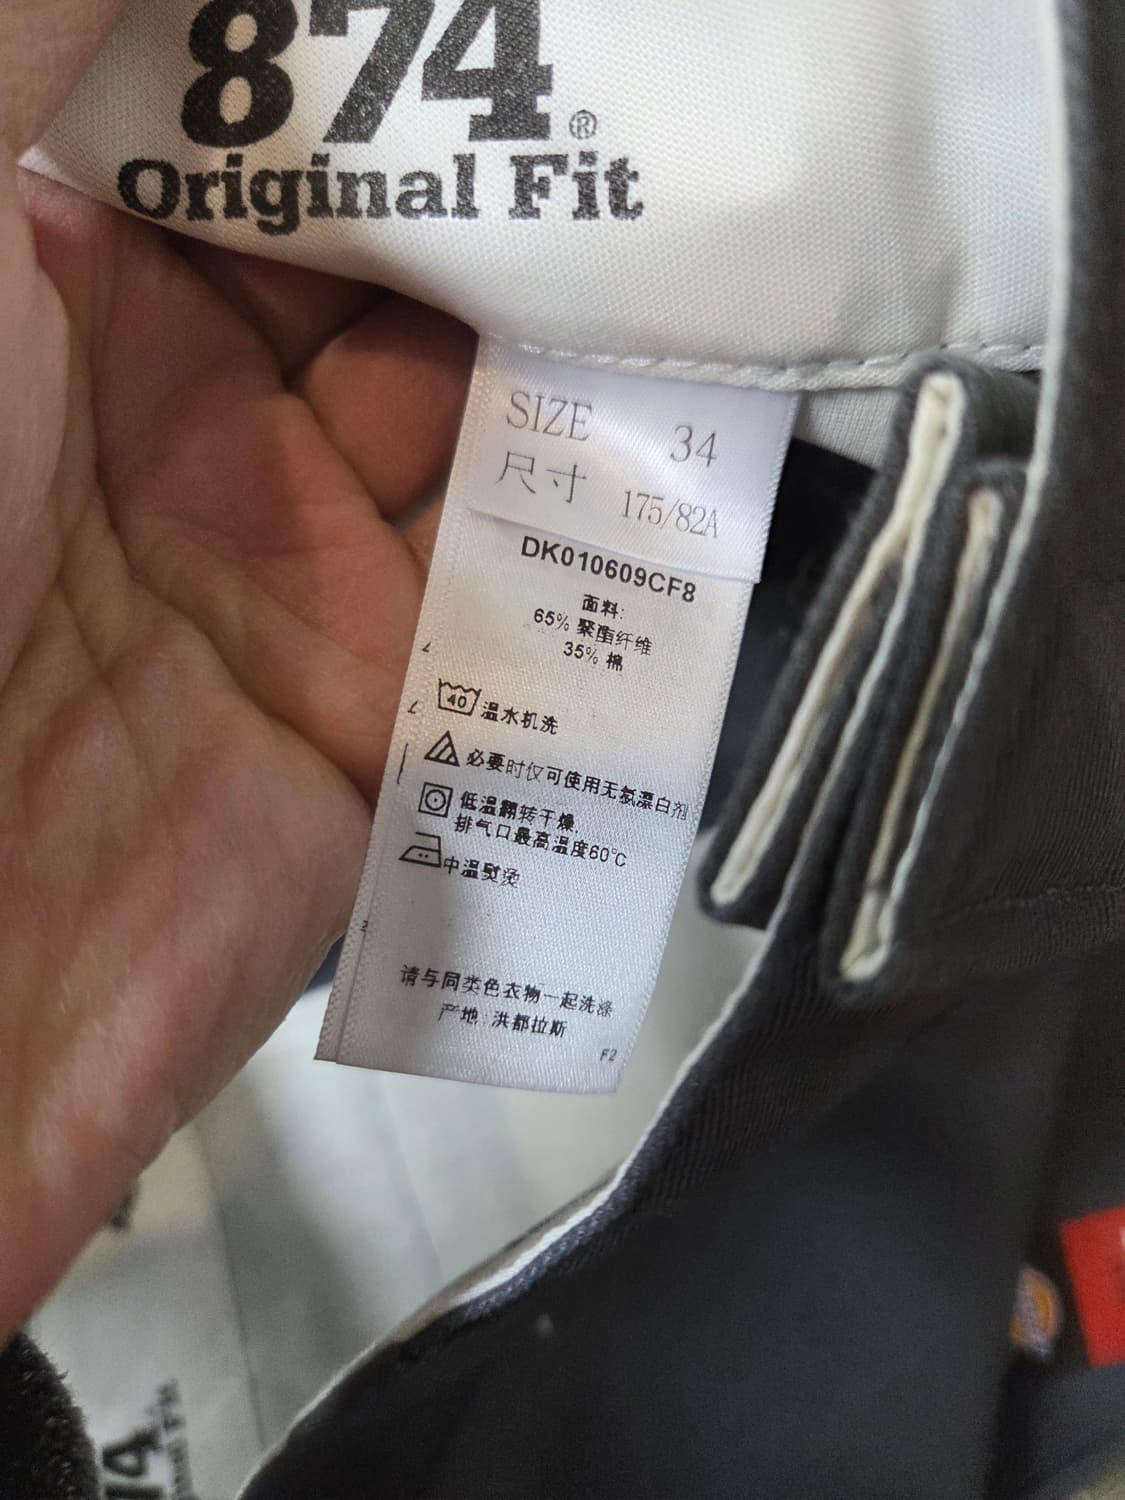 874®
Original Fit
SIZE 34
尺寸 175/82A
DK010609CF8
面料:
65% 聚酯纤维
35% 棉
40 温水机洗
必要时仅可使用无氯漂白剂
低温翻转干燥,
排气口最高温度60℃
中温熨烫
请与同类色衣物一起洗涤
产地:洪都拉斯
F2